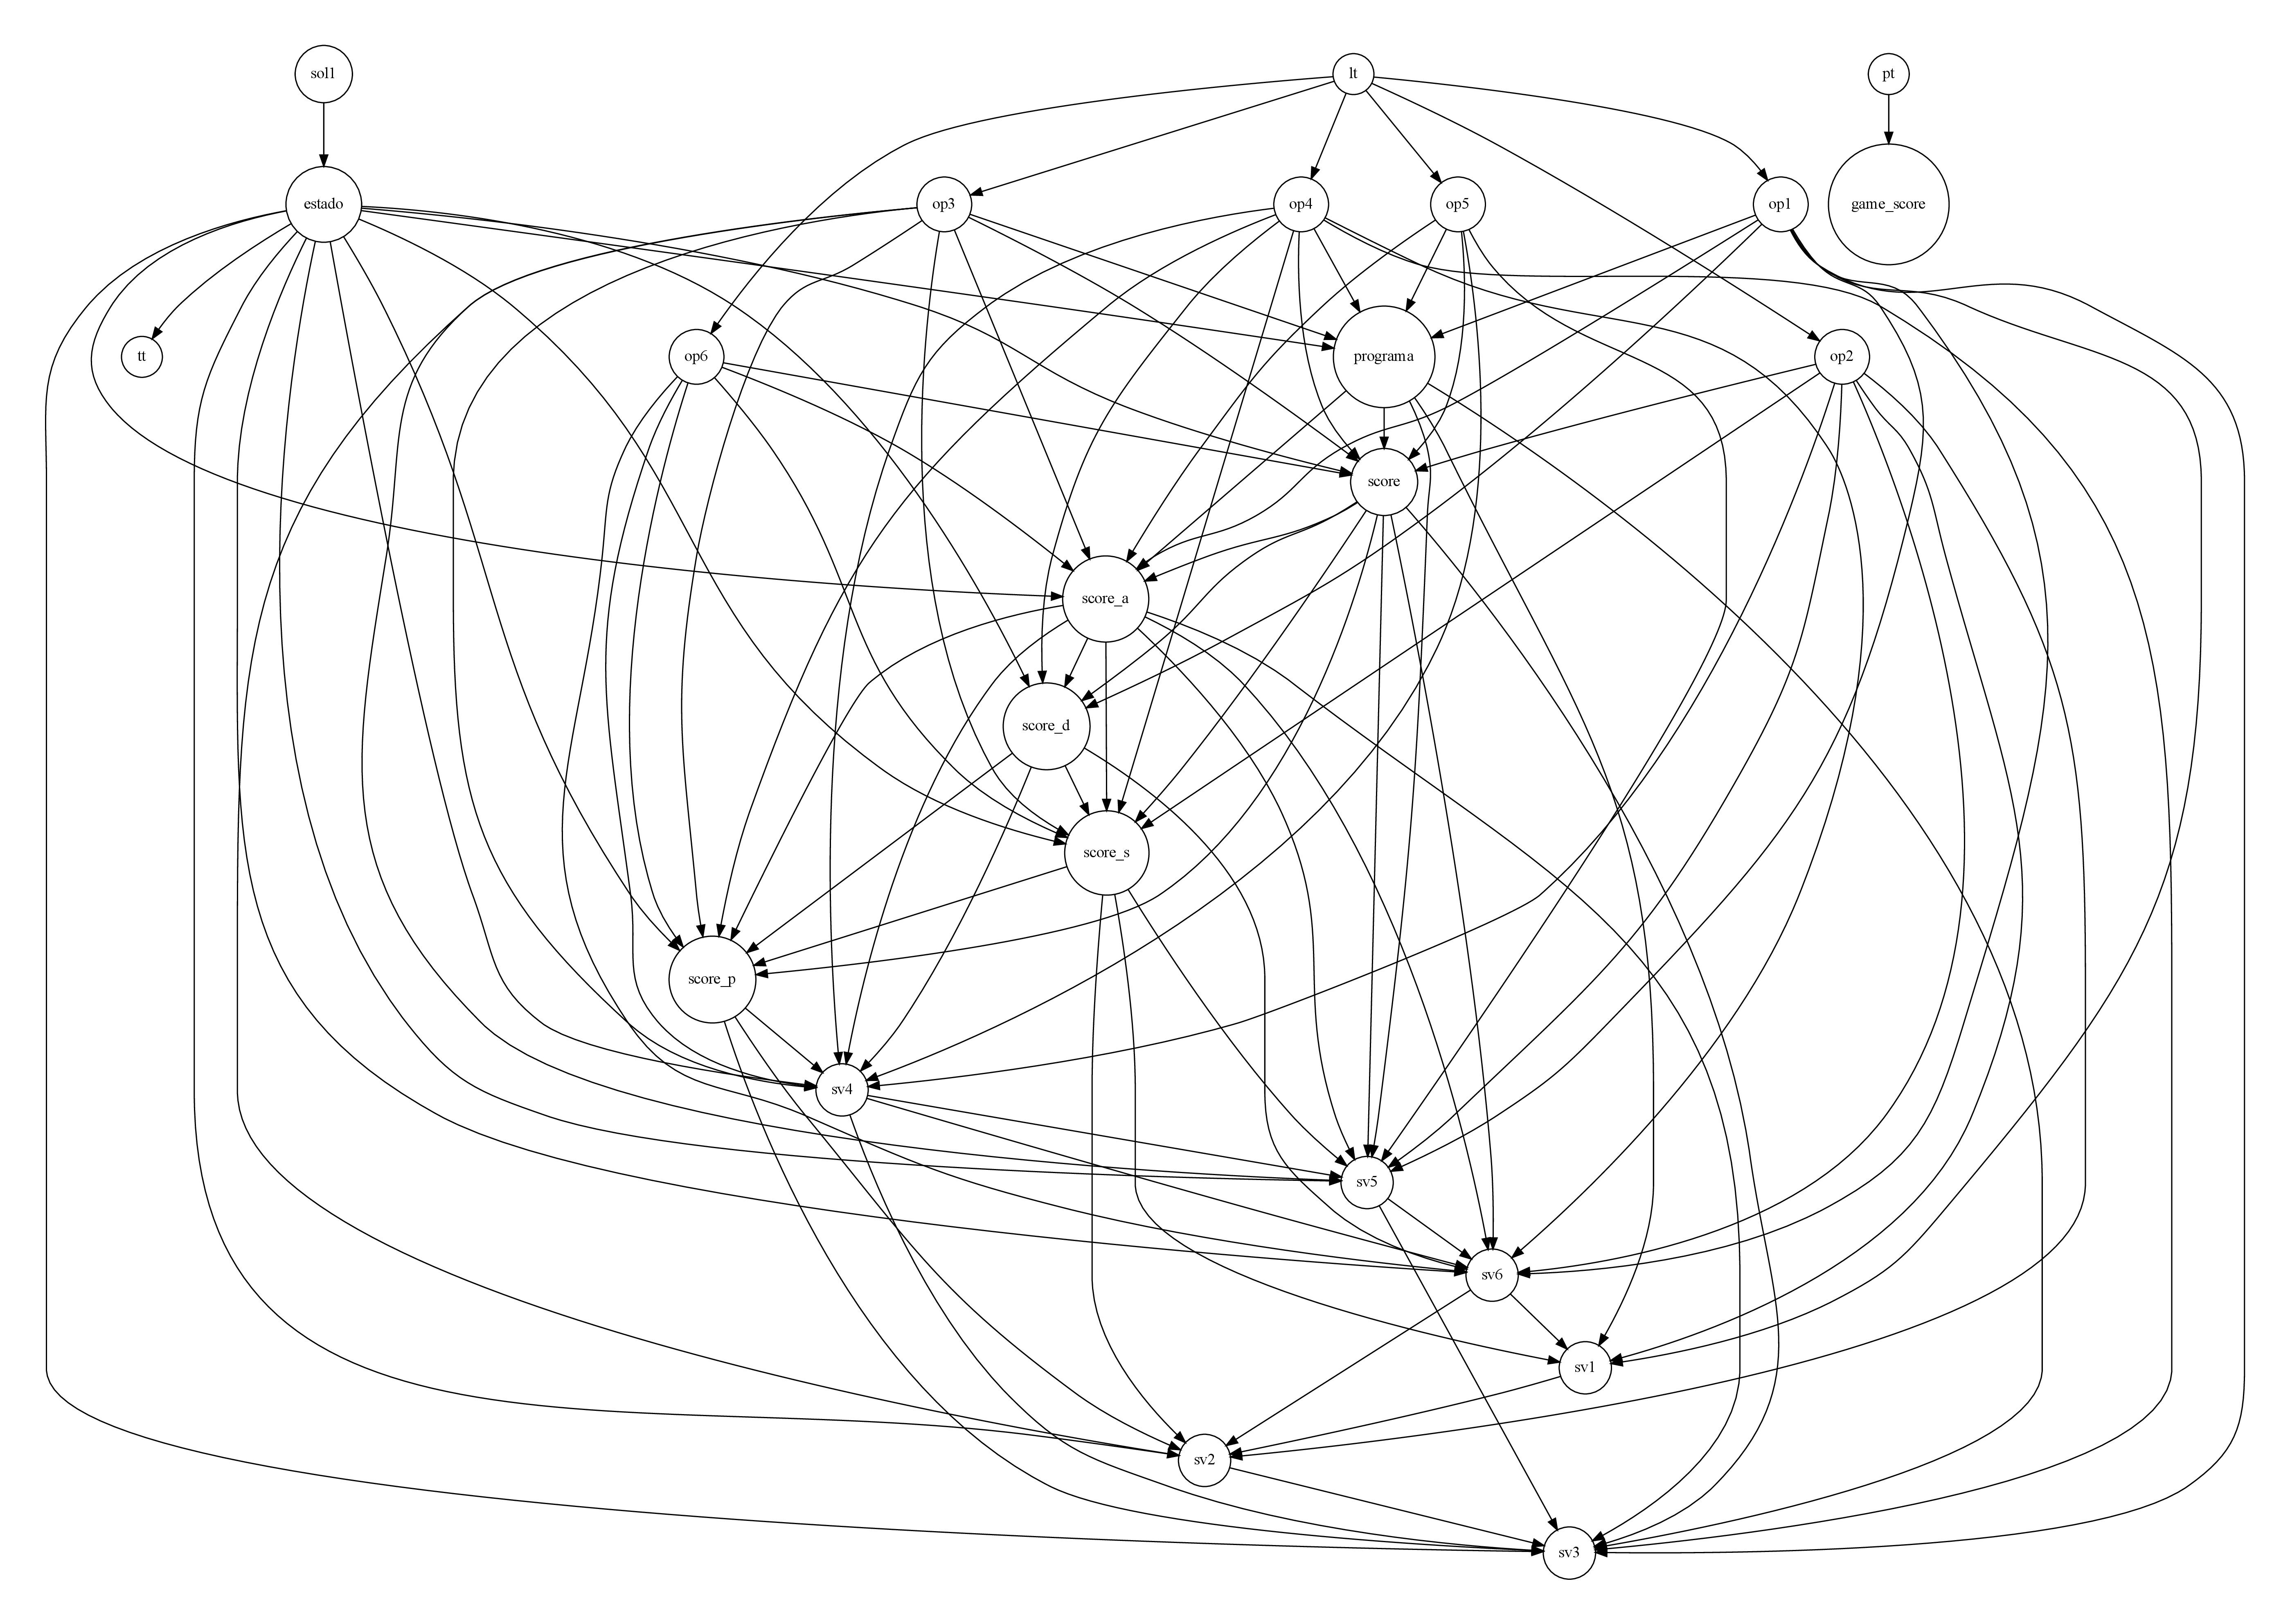 sol1
lt
pt
estado
op3
op4
op5
op1
game_score
tt
op6
programa
op2
score
score_a
score_d
score_s
score_p
sv4
sv5
sv6
sv1
sv2
sv3